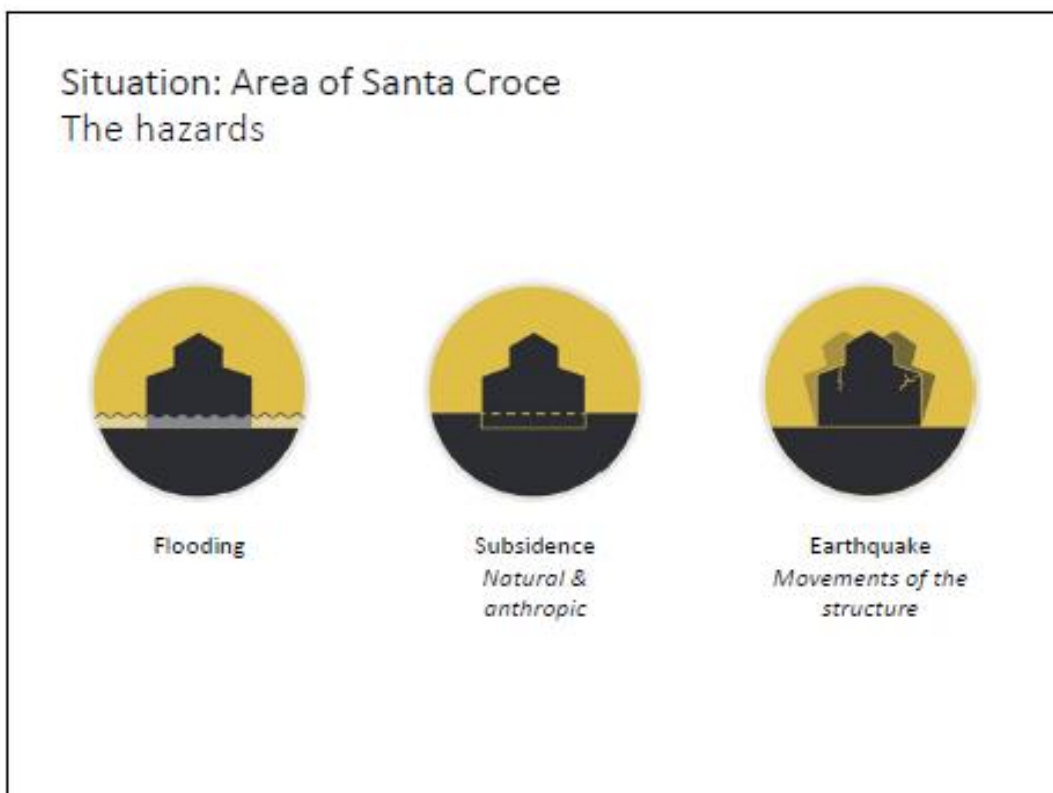 Situation: Area of Santa Croce
The hazards
Flooding
Subsidence
Natural &
anthropic
Earthquake
Movements of the
structure